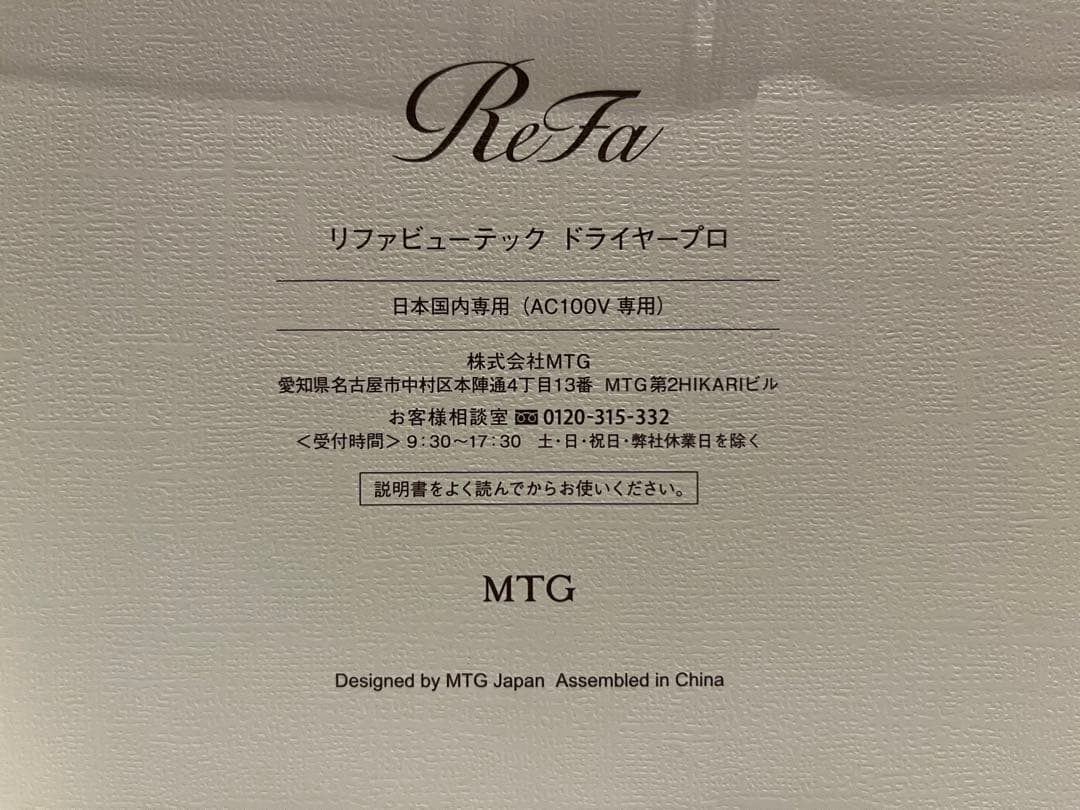 ReFa
リファビューテック ドライヤープロ
日本国内専用（AC100V 専用）
株式会社MTG
愛知県名古屋市中村区本陣通4丁目13番 MTG第2HIKARIビル
お客様相談室 0120-315-332
＜受付時間＞9:30～17:30 土・日・祝日・弊社休業日を除く
説明書をよく読んでからお使いください。
MTG
Designed by MTG Japan Assembled in China